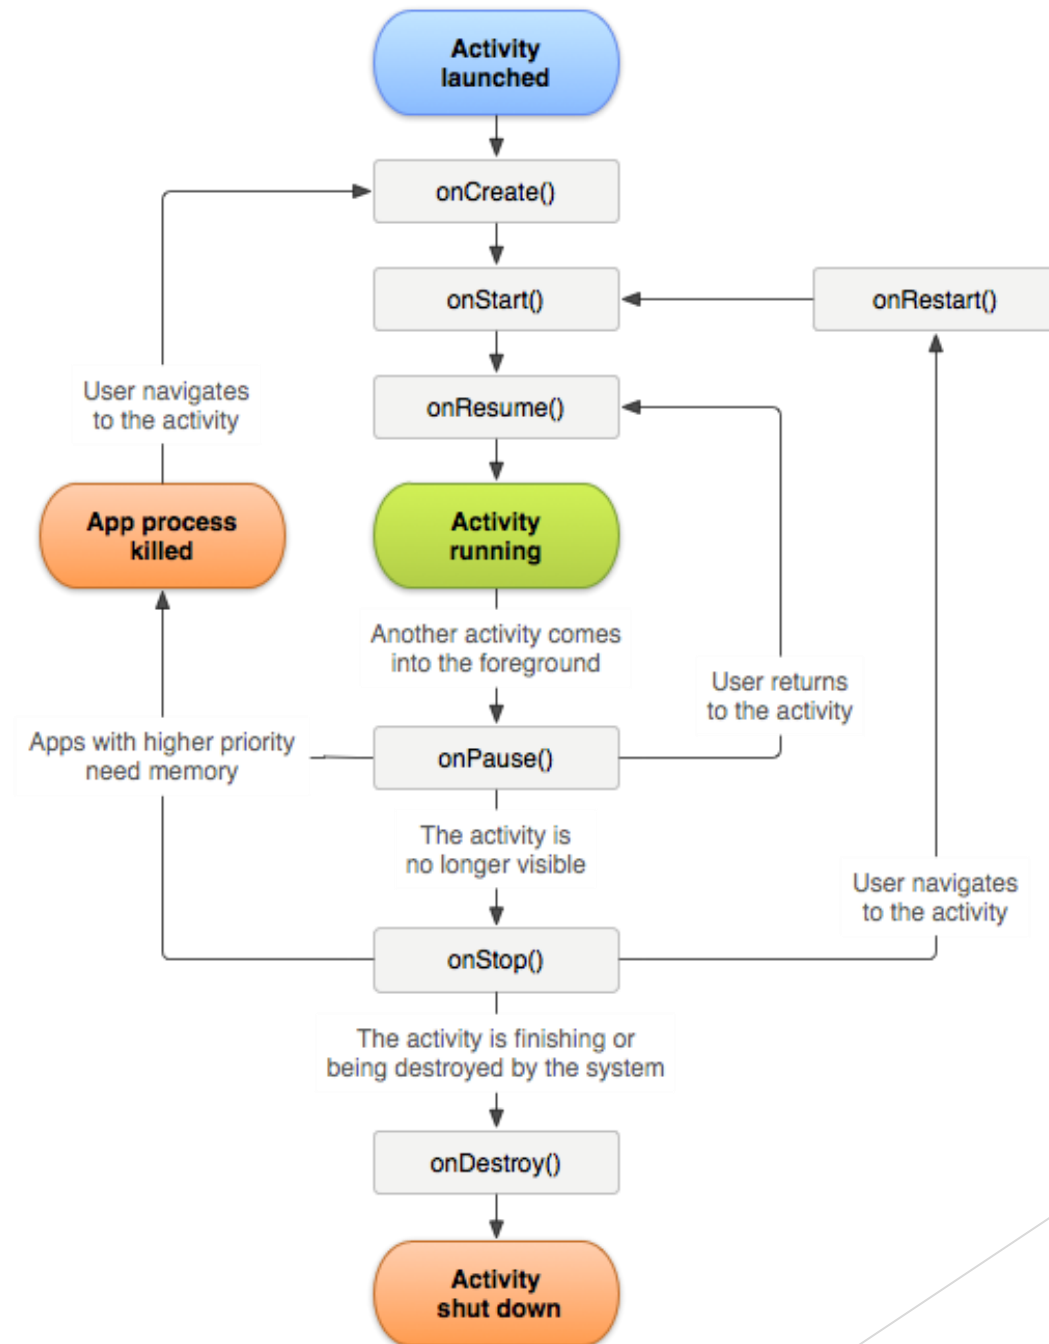 Activity
launched
onCreate()
onStart()
onRestart()
User navigates
to the activity
onResume()
App process
killed
Activity
running
Another activity comes
into the foreground
User returns
to the activity
Apps with higher priority
need memory
onPause()
The activity is
no longer visible
User navigates
to the activity
onStop()
The activity is finishing or
being destroyed by the system
onDestroy()
Activity
shut down